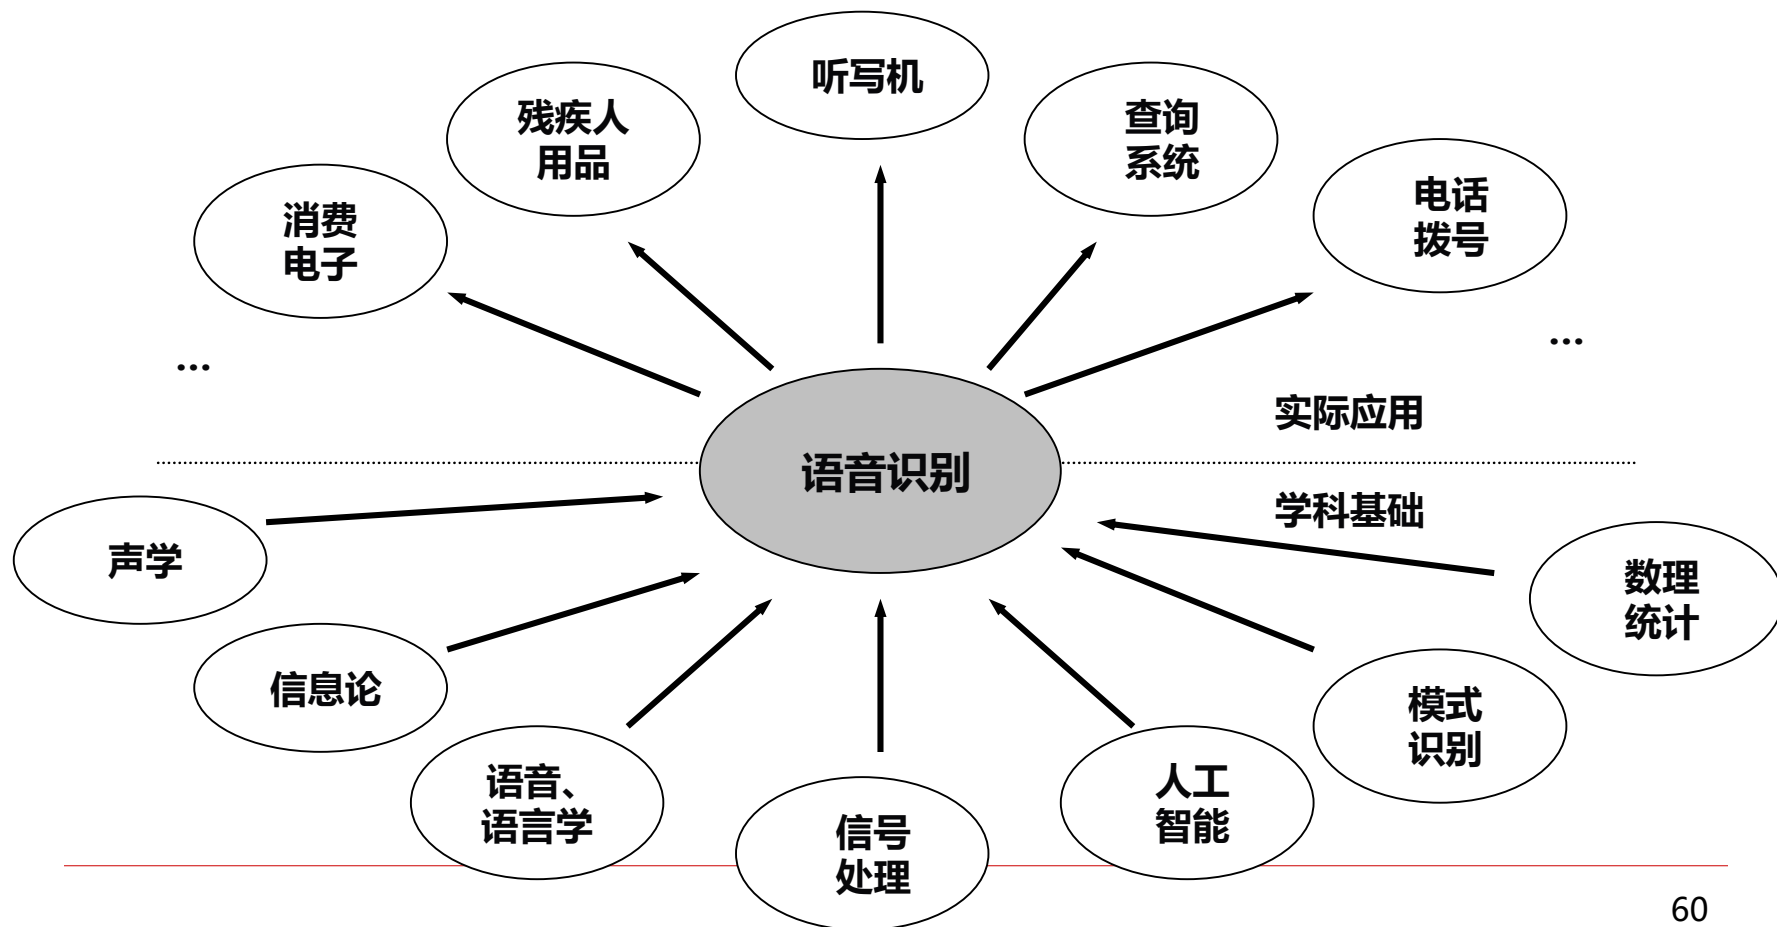 听写机
残疾人
用品
查询
系统
消费
电子
电话
拨号
...
...
实际应用
语音识别
学科基础
声学
数理
统计
信息论
模式
识别
语音、
语言学
人工
智能
信号
处理
60